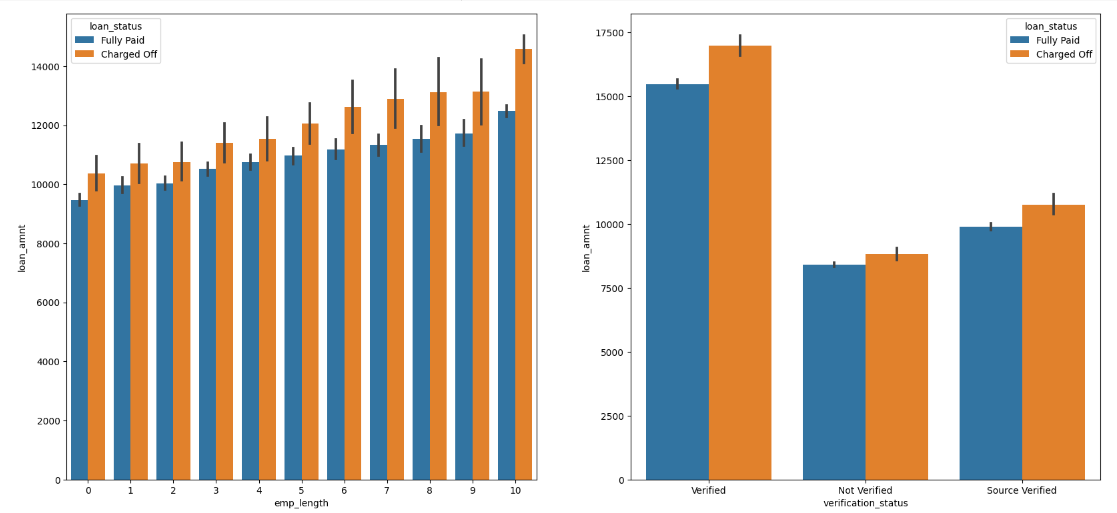 loan_status
Fully Paid
Charged Off
14000
12000
10000
8000
6000
4000
2000
0
loan_amnt
0 1 2 3 4 5 6 7 8 9 10
emp_length
loan_status
Fully Paid
Charged Off
17500
15000
12500
10000
7500
5000
2500
0
loan_amnt
Verified Not Verified Source Verified
verification_status